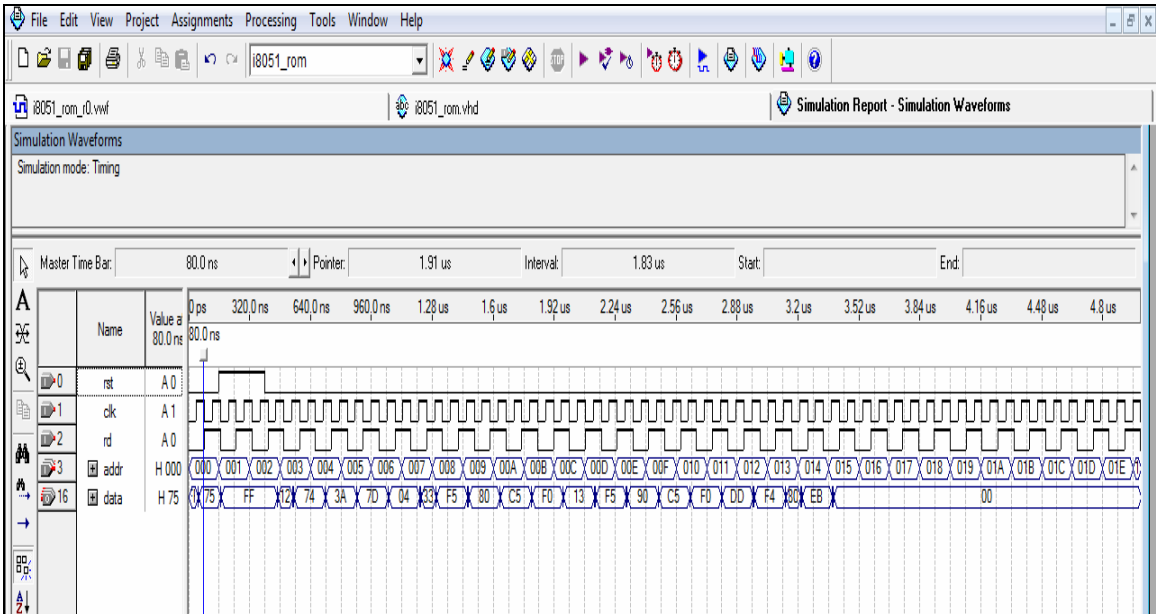 File Edit View Project Assignments Processing Tools Window Help
i8051_rom
STOP
i8051_rom_r0.vwf
abc i8051_rom.vhd
Simulation Report - Simulation Waveforms
Simulation Waveforms
Simulation mode: Timing
Master Time Bar: 80.0 ns Pointer: 1.91 us Interval: 1.83 us Start: End:
Name Value a 80.0 ns
0 ps 320.0 ns 640.0 ns 960.0 ns 1.28 us 1.6 us 1.92 us 2.24 us 2.56 us 2.88 us 3.2 us 3.52 us 3.84 us 4.16 us 4.48 us 4.8 us
80.0 ns
0 rst A 0
1 clk A 1
2 rd A 0
3 addr H 000 000 001 002 003 004 005 006 007 008 009 00A 00B 00C 00D 00E 00F 010 011 012 013 014 015 016 017 018 019 01A 01B 01C 01D 01E
16 data H 75 75 FF 12 74 3A 7D 04 33 F5 80 C5 F0 13 F5 90 C5 F0 DD F4 80 EB 00